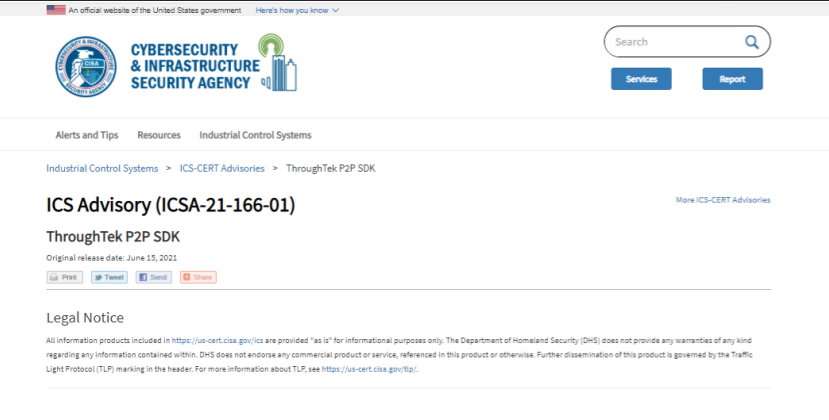 An official website of the United States government Here's how you know
CYBERSECURITY
& INFRASTRUCTURE
SECURITY AGENCY
CISA
Search
Services Report
Alerts and Tips Resources Industrial Control Systems
Industrial Control Systems > ICS-CERT Advisories > ThroughTek P2P SDK
ICS Advisory (ICSA-21-166-01)
More ICS-CERT Advisories
ThroughTek P2P SDK
Original release date: June 15, 2021
Print Tweet Send Share
Legal Notice
All information products included in https://us-cert.cisa.gov/ics are provided "as is" for informational purposes only. The Department of Homeland Security (DHS) does not provide any warranties of any kind
regarding any information contained within. DHS does not endorse any commercial product or service, referenced in this product or otherwise. Further dissemination of this product is governed by the Traffic
Light Protocol (TLP) marking in the header. For more information about TLP, see https://us-cert.cisa.gov/tlp/.